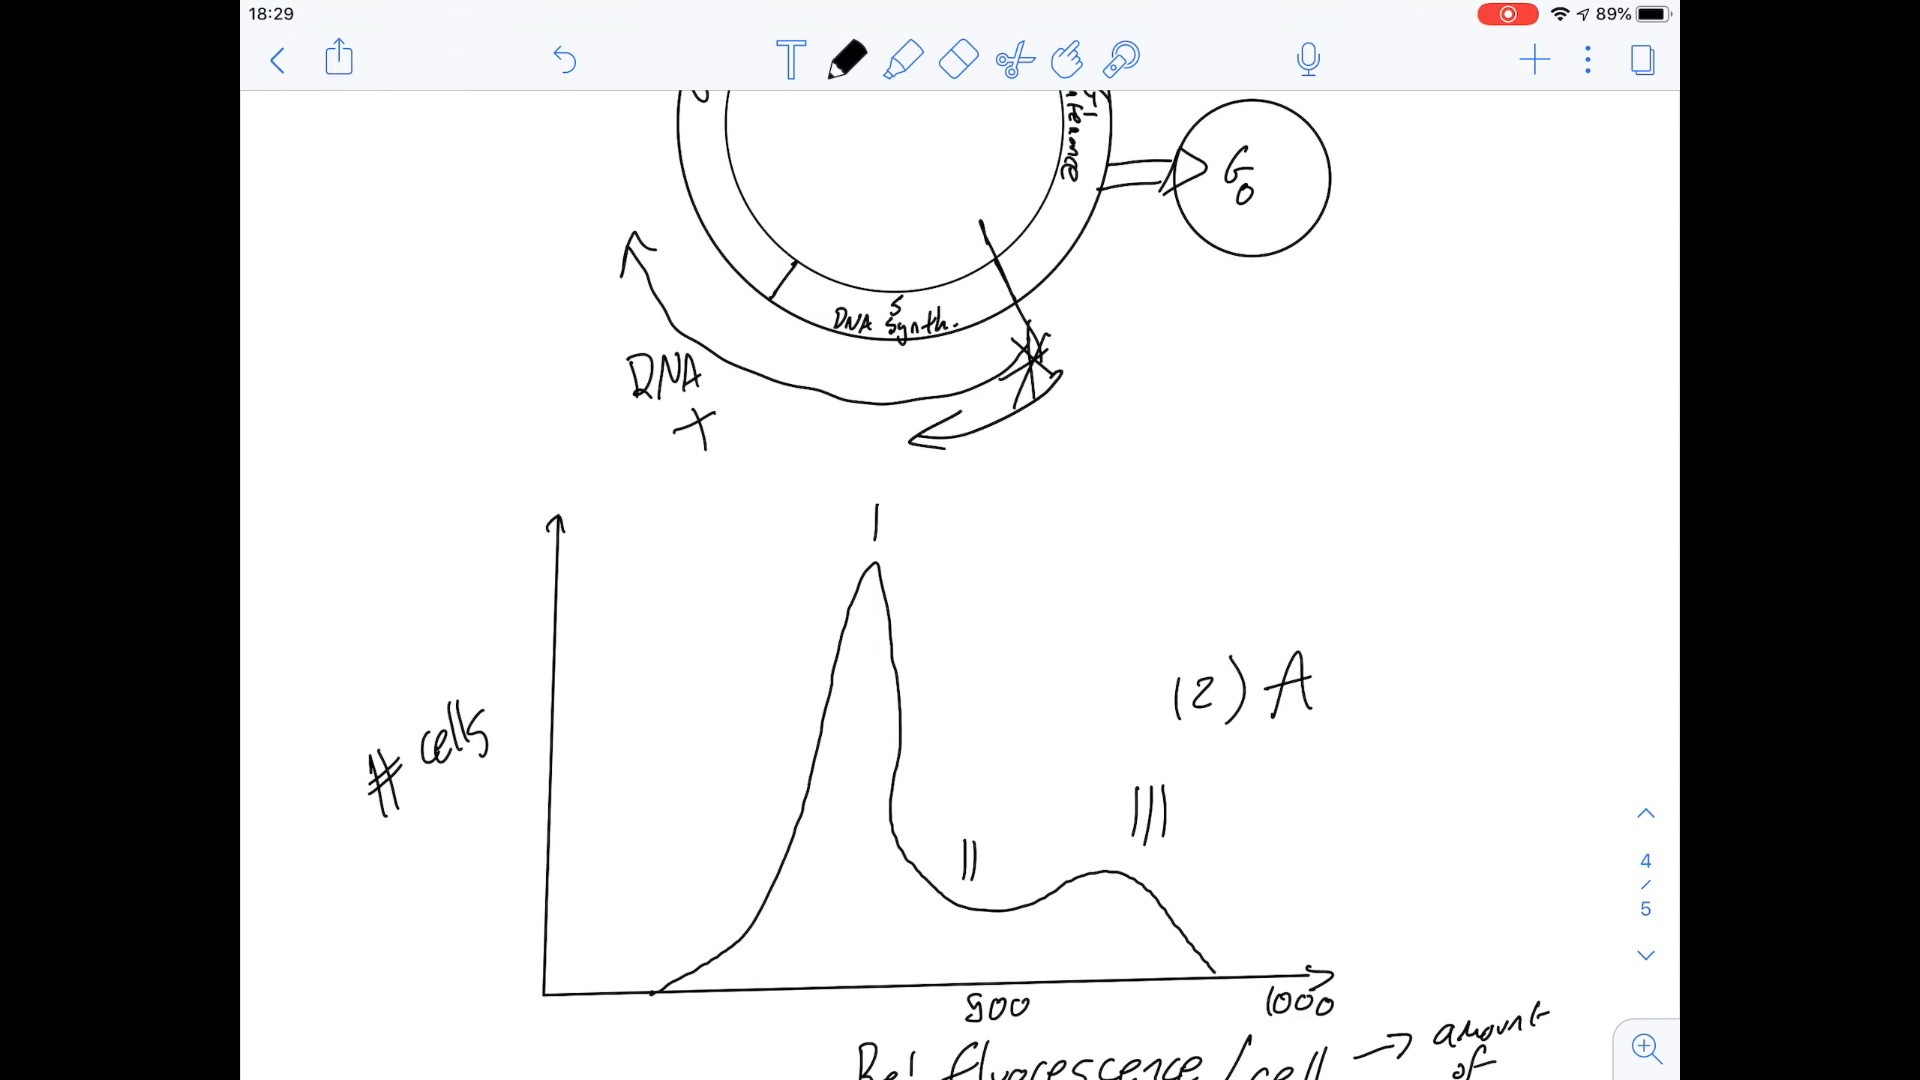 18:29
89%
T
G1
G0
S
DNA Synth.
DNA
+
I
(2) A
# cells
III
II
4
/
5
500
1000
Rel fluorescence / cell → amount
of